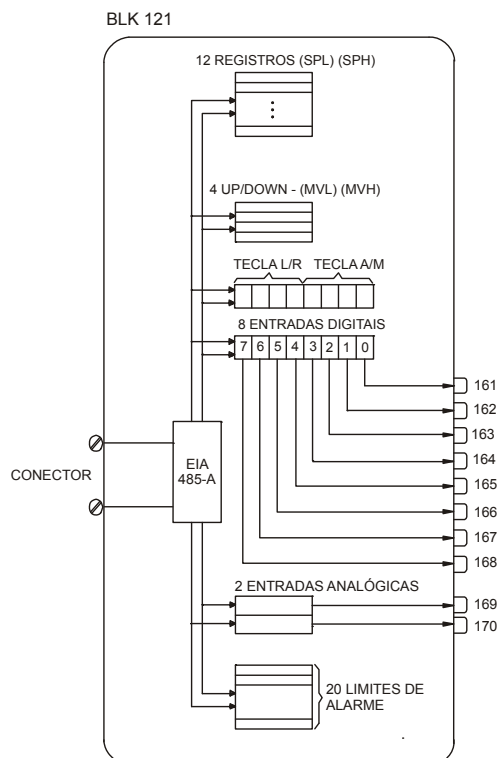 BLK 121
12 REGISTROS (SPL) (SPH)
4 UP/DOWN - (MVL) (MVH)
TECLA L/R TECLA A/M
8 ENTRADAS DIGITAIS
7 6 5 4 3 2 1 0
161
162
163
164
165
166
167
168
CONECTOR
EIA
485-A
2 ENTRADAS ANALÓGICAS
169
170
20 LIMITES DE
ALARME